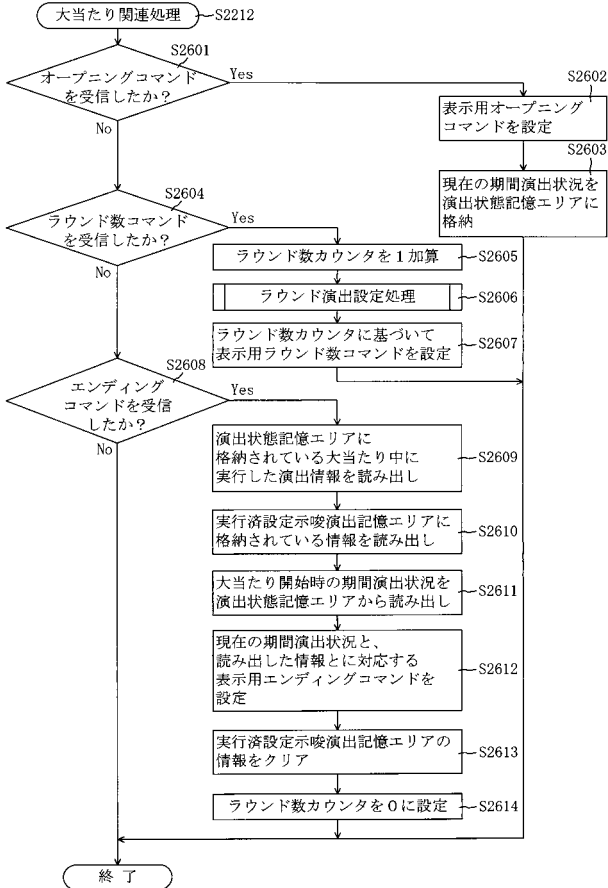 大当たり関連処理
S2212
S2601
オープニングコマンド
を受信したか？
Yes
No
S2602
表示用オープニング
コマンドを設定
S2603
現在の期間演出状況を
演出状態記憶エリアに
格納
S2604
ラウンド数コマンド
を受信したか？
Yes
No
ラウンド数カウンタを１加算
S2605
ラウンド演出設定処理
S2606
ラウンド数カウンタに基づいて
表示用ラウンド数コマンドを設定
S2607
S2608
エンディング
コマンドを受信
したか？
Yes
No
演出状態記憶エリアに
格納されている大当たり中に
実行した演出情報を読み出し
S2609
実行済設定示唆演出記憶エリアに
格納されている情報を読み出し
S2610
大当たり開始時の期間演出状況を
演出状態記憶エリアから読み出し
S2611
現在の期間演出状況と、
読み出した情報とに対応する
表示用エンディングコマンドを
設定
S2612
実行済設定示唆演出記憶エリアの
情報をクリア
S2613
ラウンド数カウンタを０に設定
S2614
終了